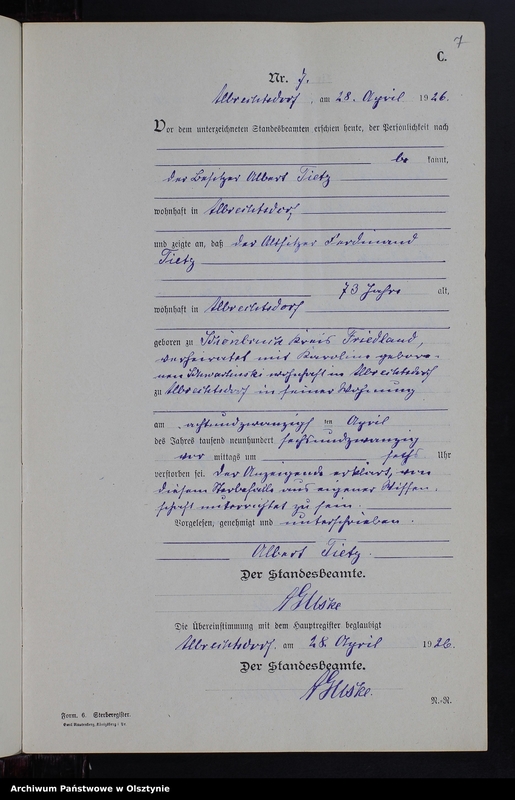 7
C.
Nr. 7.
Albrechtsdorf, am 28. April 1926.
Vor dem unterzeichneten Standesbeamten erschien heute, der Persönlichkeit nach
be kannt,
der Besitzer Albert Tietz
wohnhaft in Albrechtsdorf
und zeigte an, daß der Altsitzer Ferdinand
Tietz
73 Jahre alt,
wohnhaft in Albrechtsdorf
geboren zu Kreis Friedland,
verheiratet mit Karoline gebore-
nen wohnhaft in Albrechtsdorf
zu Albrechtsdorf in seiner Wohnung
am achtundzwanzigsten April
des Jahres tausend neunhundert sechsundzwanzig
vor mittags um sechs Uhr
verstorben sei. Der Anzeigende erklärt, von
diesem Sterbefalle aus eigener Wissen-
schaft unterrichtet zu sein.
Vorgelesen, genehmigt und unterschrieben.
Albert Tietz
Der Standesbeamte.
Die Übereinstimmung mit dem Hauptregister beglaubigt
Albrechtsdorf, am 28. April 1926.
Der Standesbeamte.
R.-R.
Form. 6. Sterberegister.
Archiwum Państwowe w Olsztynie